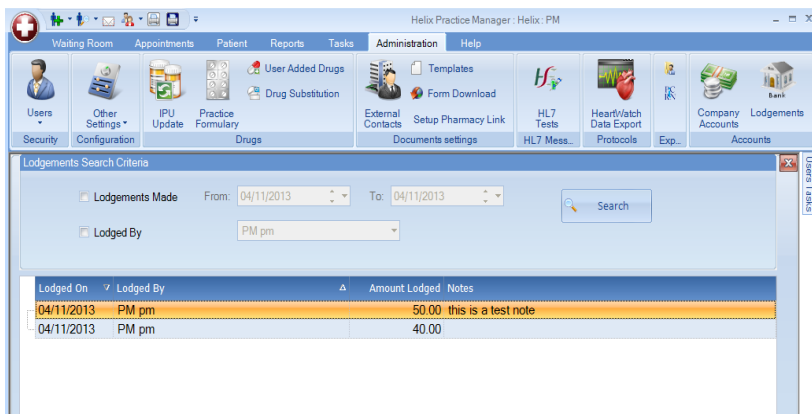 Helix Practice Manager : Helix : PM
Waiting Room Appointments Patient Reports Tasks Administration Help
Users
Other Settings
IPU Update
Practice Formulary
User Added Drugs
Drug Substitution
External Contacts
Templates
Form Download
Setup Pharmacy Link
HL7 Tests
HeartWatch Data Export
Company Accounts
Bank
Lodgements
Security Configuration Drugs Documents settings HL7 Mess... Protocols Exp... Accounts
Lodgements Search Criteria
Users Tasks
Lodgements Made From: 04/11/2013 To: 04/11/2013
Search
Lodged By PM pm
Lodged On Lodged By Amount Lodged Notes
04/11/2013 PM pm 50.00 this is a test note
04/11/2013 PM pm 40.00